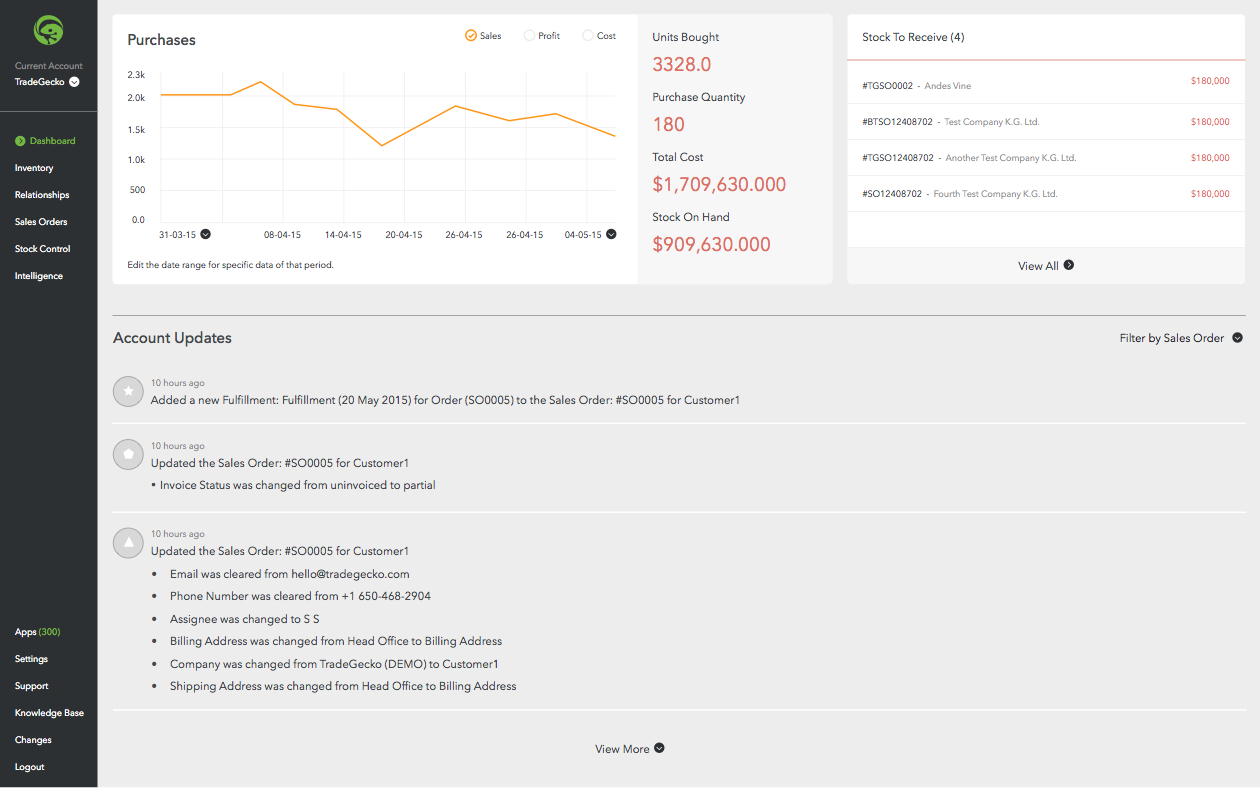 Current Account
TradeGecko
Dashboard
Inventory
Relationships
Sales Orders
Stock Control
Intelligence
Apps (300)
Settings
Support
Knowledge Base
Changes
Logout
Purchases
Sales
Profit
Cost
2.3k
2.0k
1.5k
1.0k
500
0.0
31-03-15
08-04-15
14-04-15
20-04-15
26-04-15
26-04-15
04-05-15
Edit the date range for specific data of that period.
Units Bought
3328.0
Purchase Quantity
180
Total Cost
$1,709,630.000
Stock On Hand
$909,630.000
Stock To Receive (4)
#TGSO0002 - Andes Vine $180,000
#BTSO12408702 - Test Company K.G. Ltd. $180,000
#TGSO12408702 - Another Test Company K.G. Ltd. $180,000
#SO12408702 - Fourth Test Company K.G. Ltd. $180,000
View All
Account Updates
Filter by Sales Order
10 hours ago
Added a new Fulfillment: Fulfillment (20 May 2015) for Order (SO0005) to the Sales Order: #SO0005 for Customer1
10 hours ago
Updated the Sales Order: #SO0005 for Customer1
• Invoice Status was changed from uninvoiced to partial
10 hours ago
Updated the Sales Order: #SO0005 for Customer1
• Email was cleared from hello@tradegecko.com
• Phone Number was cleared from +1 650-468-2904
• Assignee was changed to S S
• Billing Address was changed from Head Office to Billing Address
• Company was changed from TradeGecko (DEMO) to Customer1
• Shipping Address was changed from Head Office to Billing Address
View More